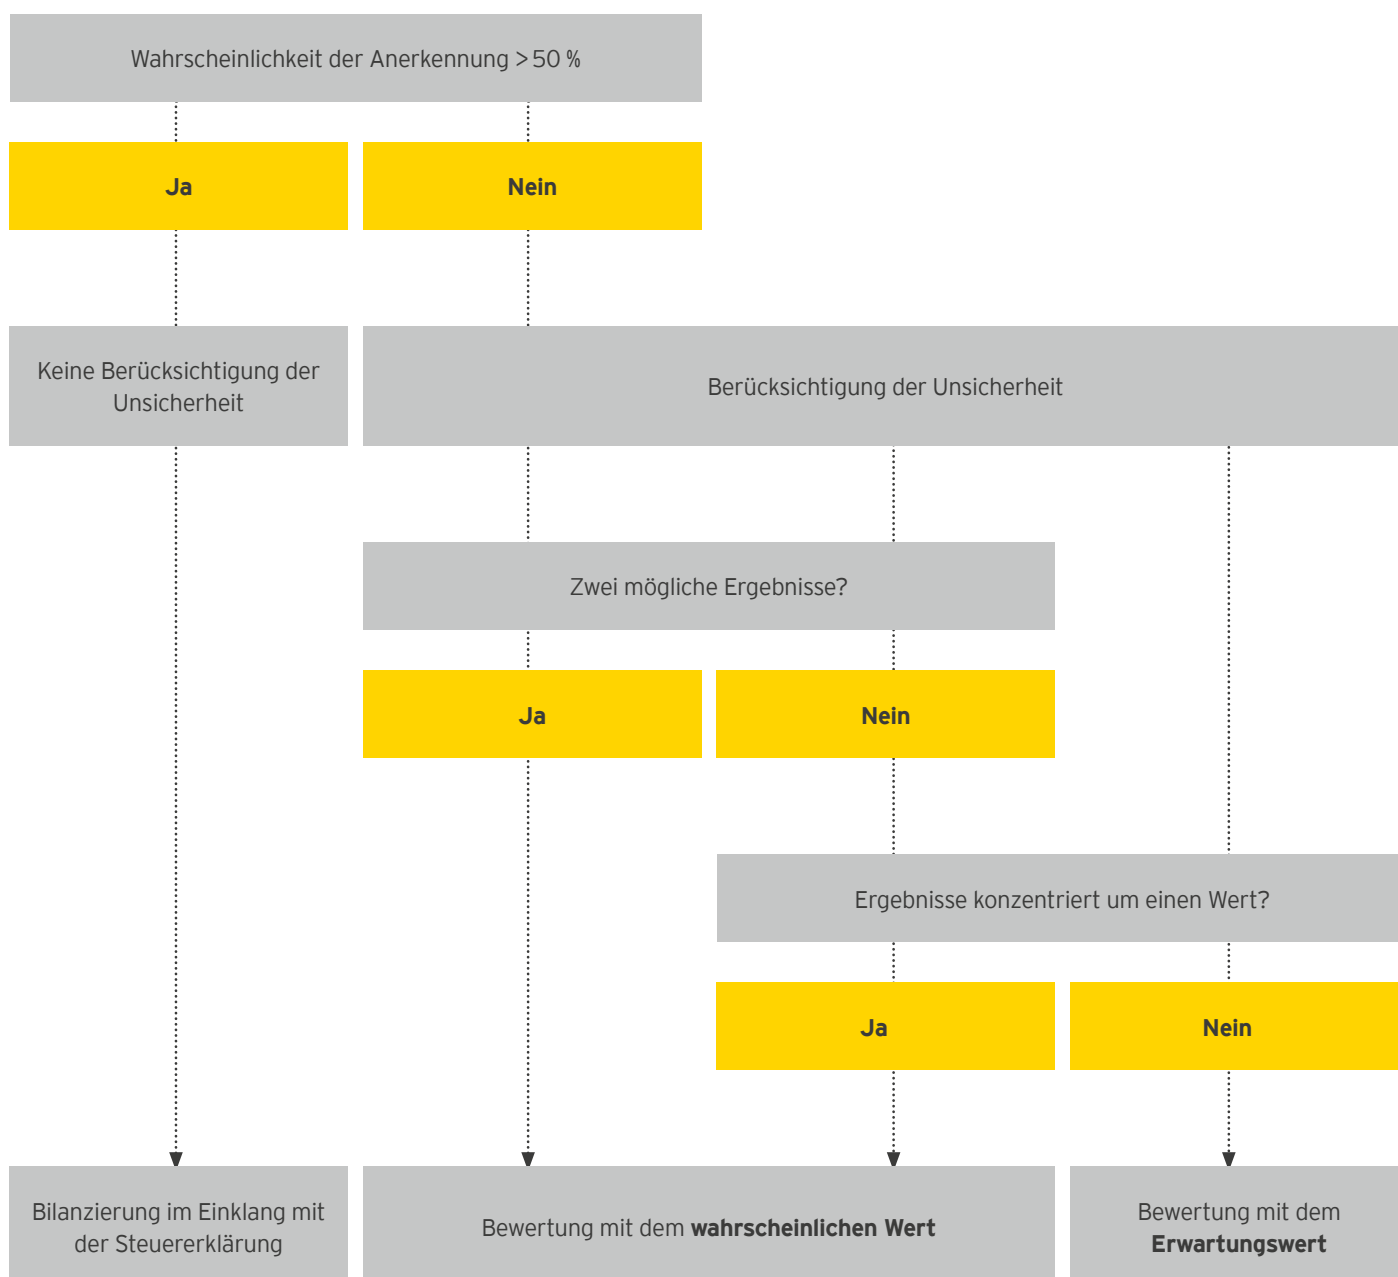 Wahrscheinlichkeit der Anerkennung > 50 %
Ja
Nein
Keine Berücksichtigung der
Unsicherheit
Berücksichtigung der Unsicherheit
Zwei mögliche Ergebnisse?
Ja
Nein
Ergebnisse konzentriert um einen Wert?
Ja
Nein
Bilanzierung im Einklang mit
der Steuererklärung
Bewertung mit dem wahrscheinlichen Wert
Bewertung mit dem
Erwartungswert